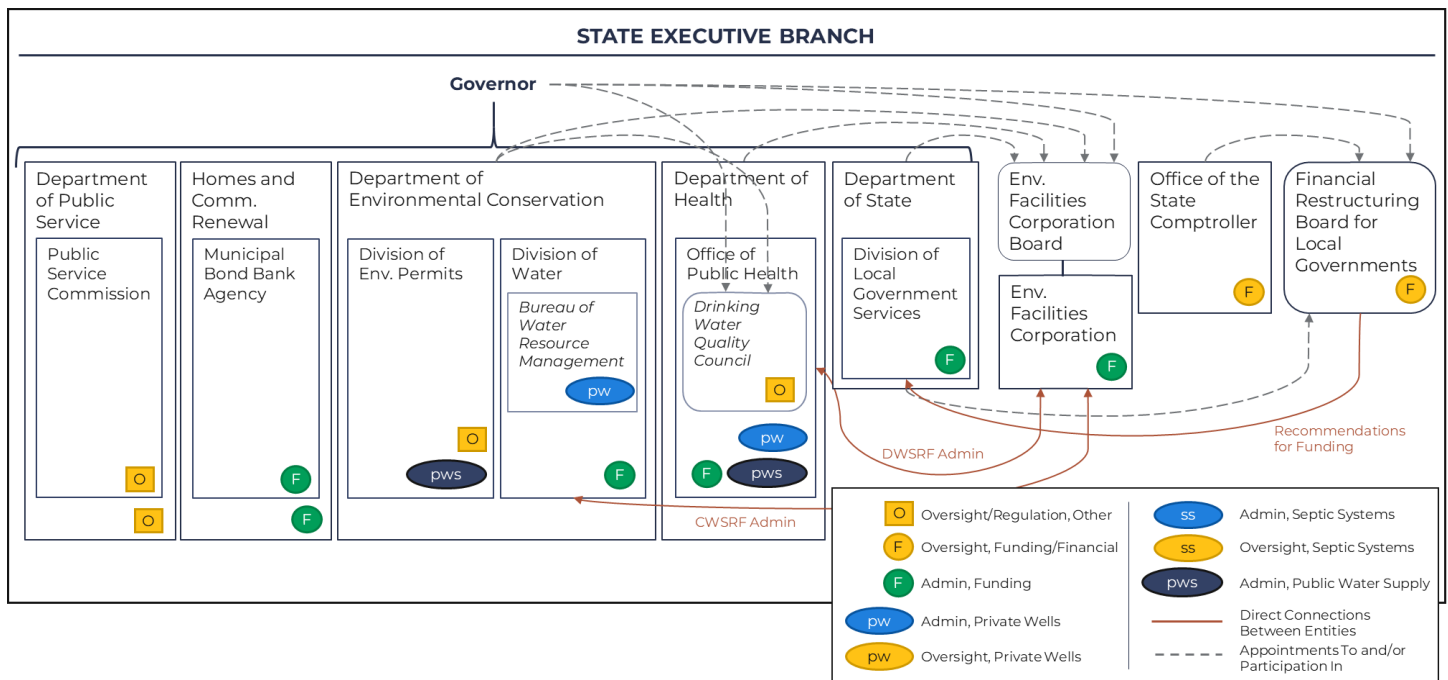 STATE EXECUTIVE BRANCH
Governor
Department
of Public
Service
Public
Service
Commission
O
O
Homes and
Comm.
Renewal
Municipal
Bond Bank
Agency
F
F
Department of
Environmental Conservation
Division of
Env. Permits
O
pws
Division of
Water
Bureau of
Water
Resource
Management
pw
F
Department of
Health
Office of
Public Health
Drinking
Water
Quality
Council
O
pw
F
pws
Department
of State
Division of
Local
Government
Services
F
Env.
Facilities
Corporation
Board
Env.
Facilities
Corporation
F
Office of the
State
Comptroller
F
Financial
Restructuring
Board for
Local
Governments
F
DWSRF Admin
CWSRF Admin
Recommendations
for Funding
O
Oversight/Regulation, Other
F
Oversight, Funding/Financial
F
Admin, Funding
pw
Admin, Private Wells
pw
Oversight, Private Wells
ss
Admin, Septic Systems
ss
Oversight, Septic Systems
pws
Admin, Public Water Supply
Direct Connections
Between Entities
Appointments To and/or
Participation In